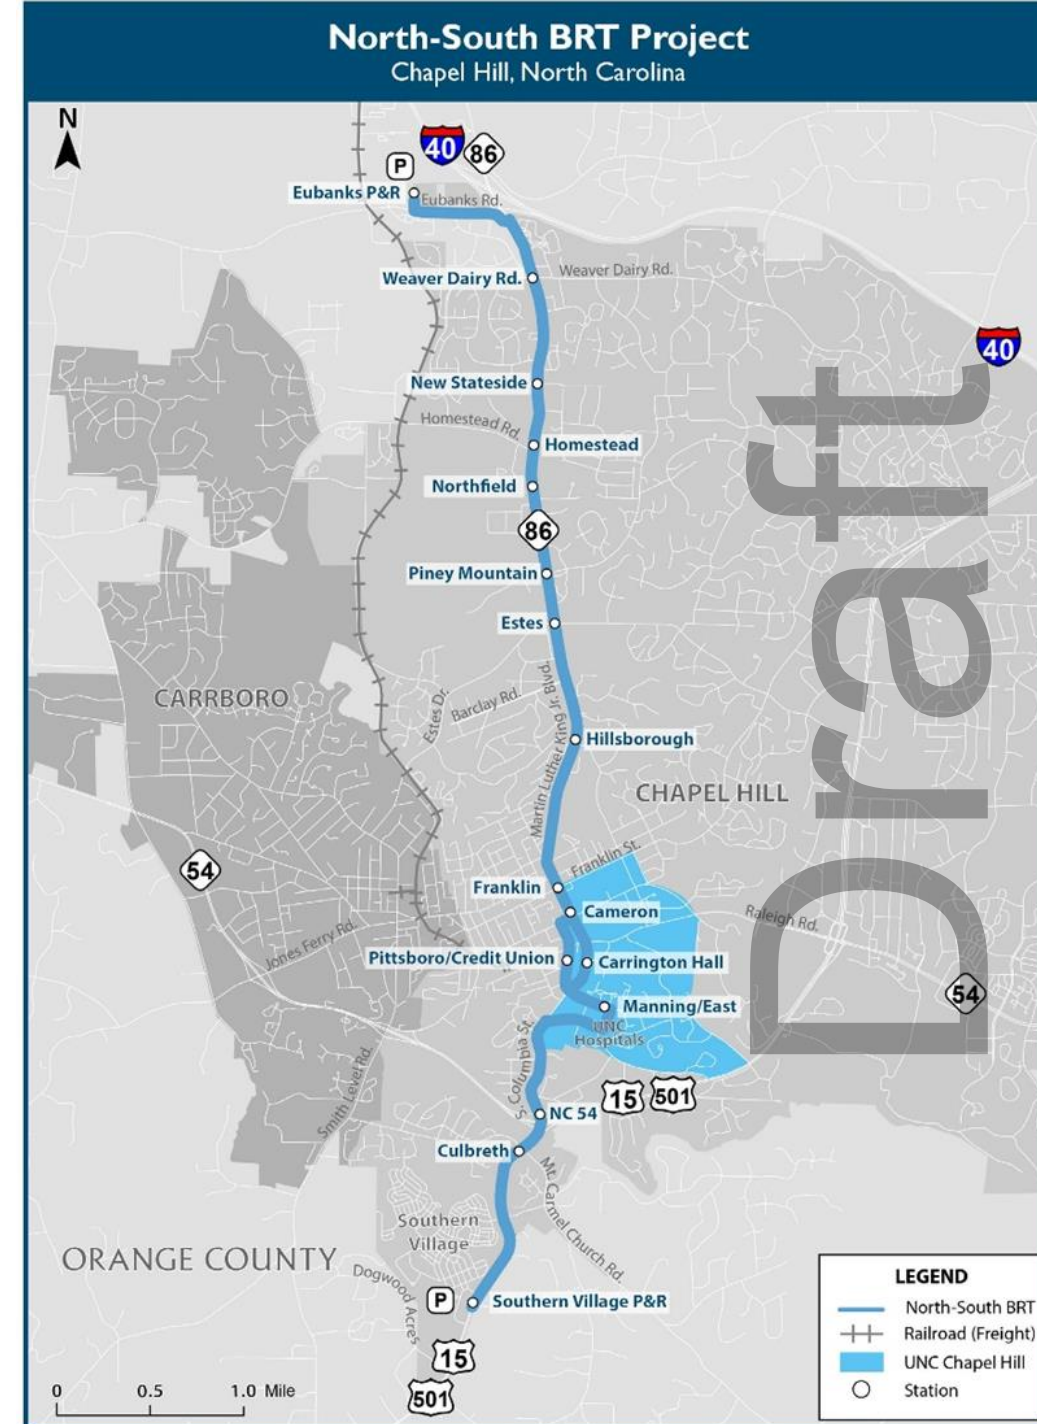 North-South BRT Project
Chapel Hill, North Carolina
N
40
86
P
Eubanks P&R
Eubanks Rd.
Weaver Dairy Rd.
Weaver Dairy Rd.
40
New Stateside
Homestead Rd.
Homestead
Northfield
86
Piney Mountain
Estes
Draft
CARRBORO
Estes Dr.
Barclay Rd.
Martin Luther King Jr. Blvd.
Hillsborough
CHAPEL HILL
54
Franklin St.
Franklin
Cameron
Raleigh Rd.
Jones Ferry Rd.
Pittsboro/Credit Union
Carrington Hall
54
Manning/East
UNC
Hospitals
S. Columbia St.
Smith Level Rd.
15
501
NC 54
Culbreth
Mt. Carmel Church Rd.
Southern
Village
ORANGE COUNTY
Dogwood Acres
P
Southern Village P&R
15
501
0
0.5
1.0 Mile
LEGEND
North-South BRT
Railroad (Freight)
UNC Chapel Hill
Station